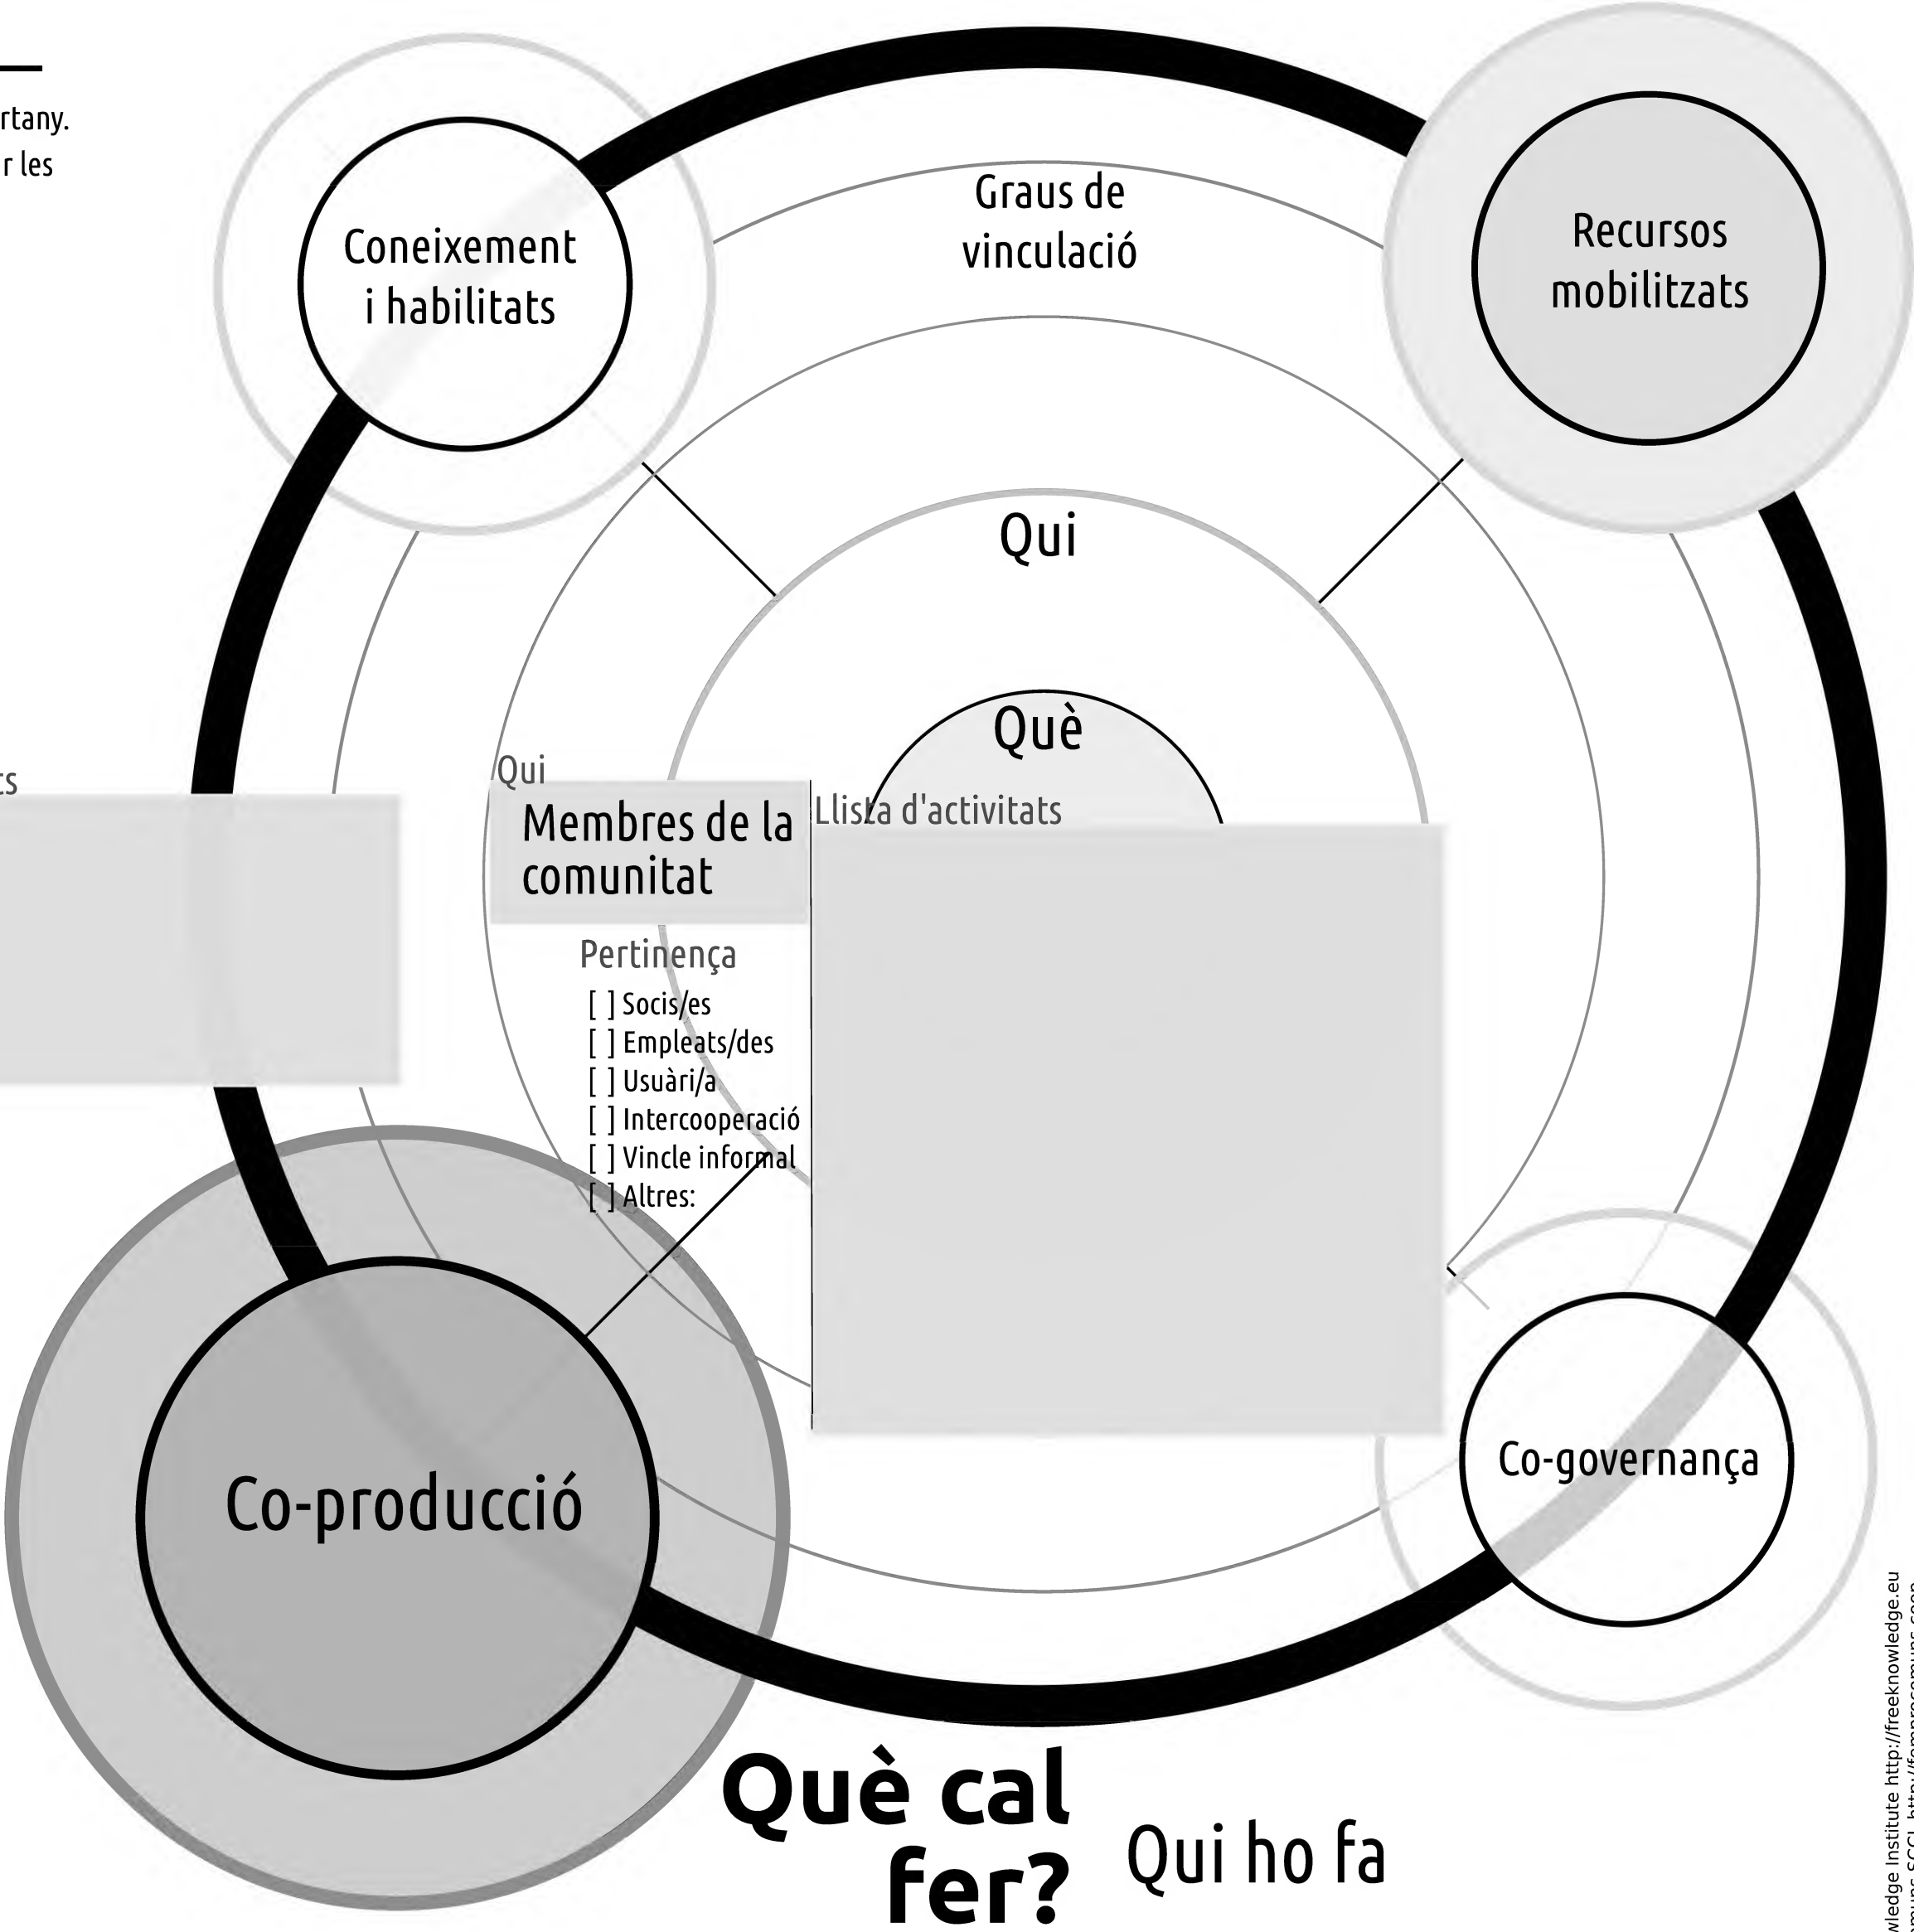 r les
Coneixement
i habilitats
Graus de
vinculació
Recursos
mobilitzats
Qui
Què
Qui
Membres de la
comunitat
Llista d'activitats
Pertinença
[ ] Socis/es
[ ] Empleats/des
[ ] Usuàri/a
[ ] Intercooperació
[ ] Vincle informal
[ ] Altres:
Co-producció
Co-governança
Què cal
fer?
Qui ho fa
Institute http://freeknowledge.eu